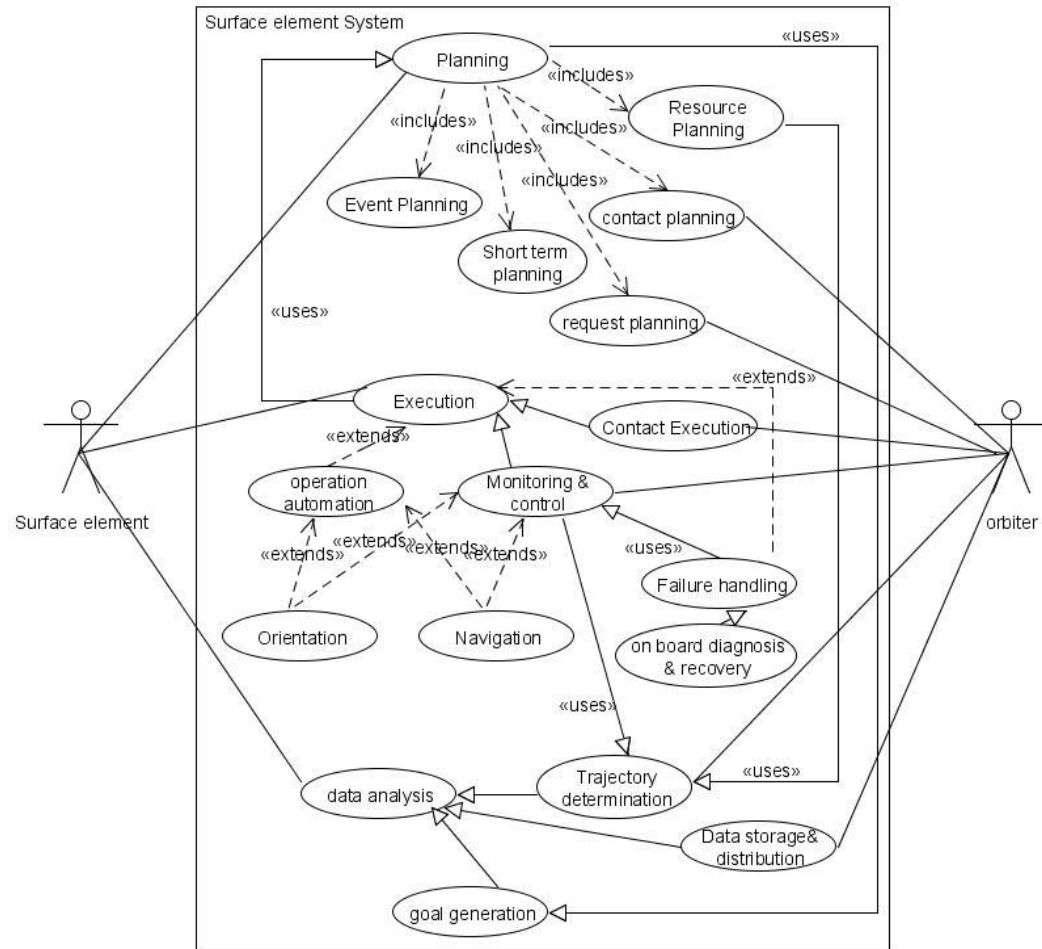 Surface element System
«uses»
Planning
«includes»
Resource
Planning
«includes»
«includes»
«includes»
«includes»
Event Planning
contact planning
Short term
planning
request planning
«uses»
«extends»
Execution
Contact Execution
«extends»
operation
automation
Monitoring &
control
Surface element
orbiter
«extends»
«extends»
«extends»
«extends»
«uses»
Failure handling
Orientation
Navigation
on board diagnosis
& recovery
«uses»
Trajectory
determination
«uses»
data analysis
Data storage&
distribution
goal generation